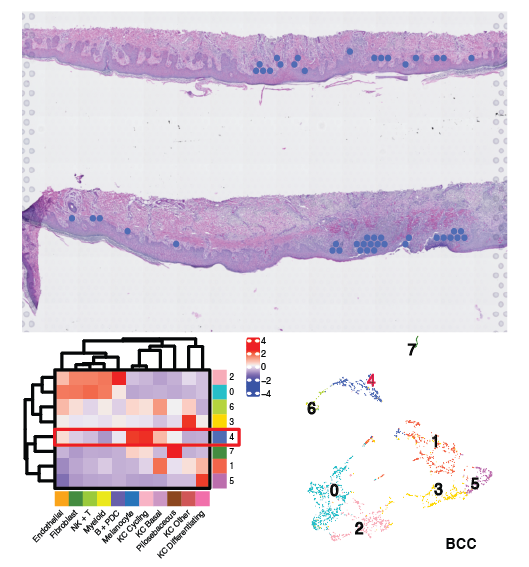 7
4
2
0
-2
-4
2
0
6
3
4
7
1
5
Endothelial
Fibroblast
NK + T
Myeloid
B + PDC
Melanocyte
KC Cycling
KC Basal
Pilosebaceous
KC Other
KC Differentiating
4
6
1
0
3
5
2
BCC